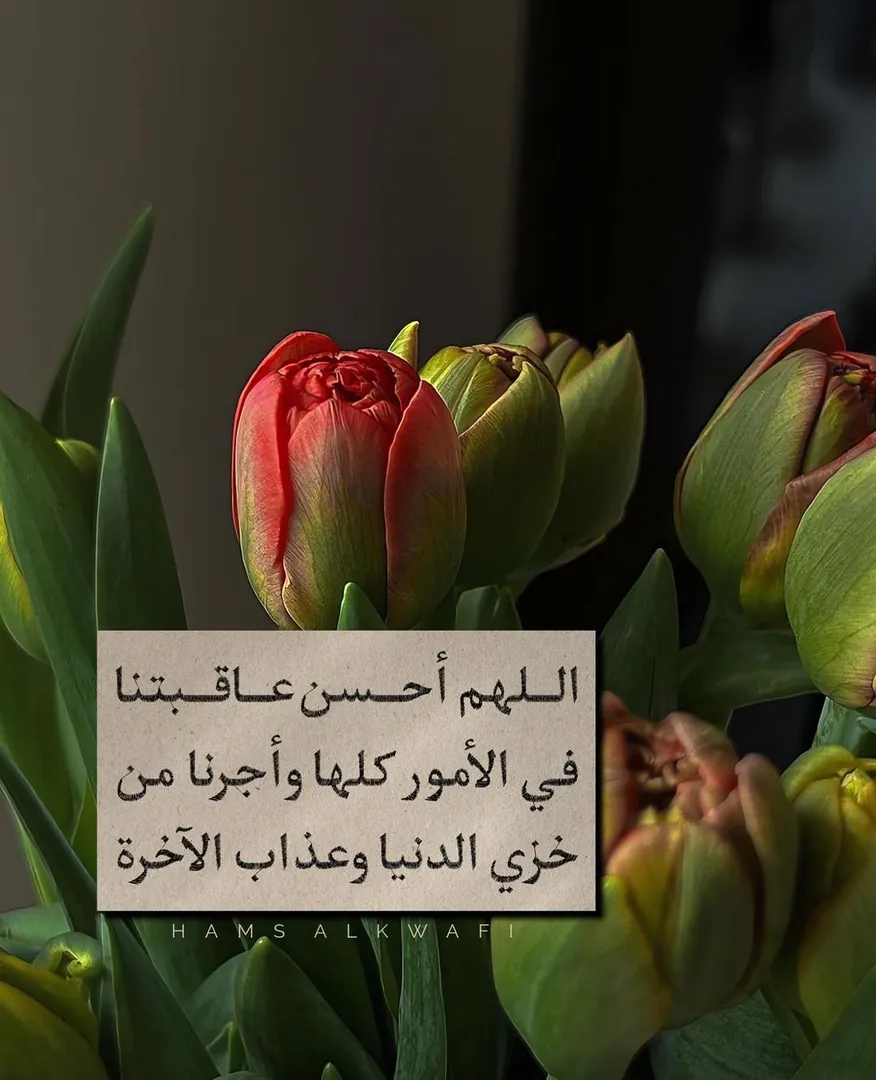 اللهم أحسن عاقبتنا
في الأمور كلها وأجرنا من
خزي الدنيا وعذاب الآخرة
HAMS ALKWAFI